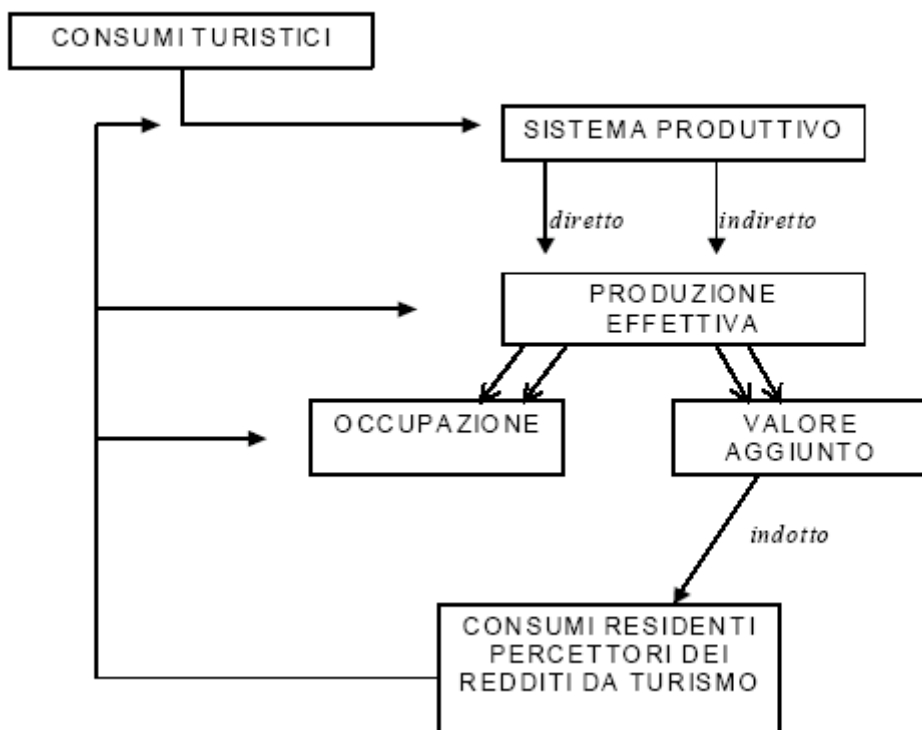 CONSUMI TURISTICI
SISTEMA PRODUTTIVO
diretto
indiretto
PRODUZIONE
EFFETTIVA
OCCUPAZIONE
VALORE
AGGIUNTO
indotto
CONSUMI RESIDENTI
PERCETTORI DEI
REDDITI DA TURISMO